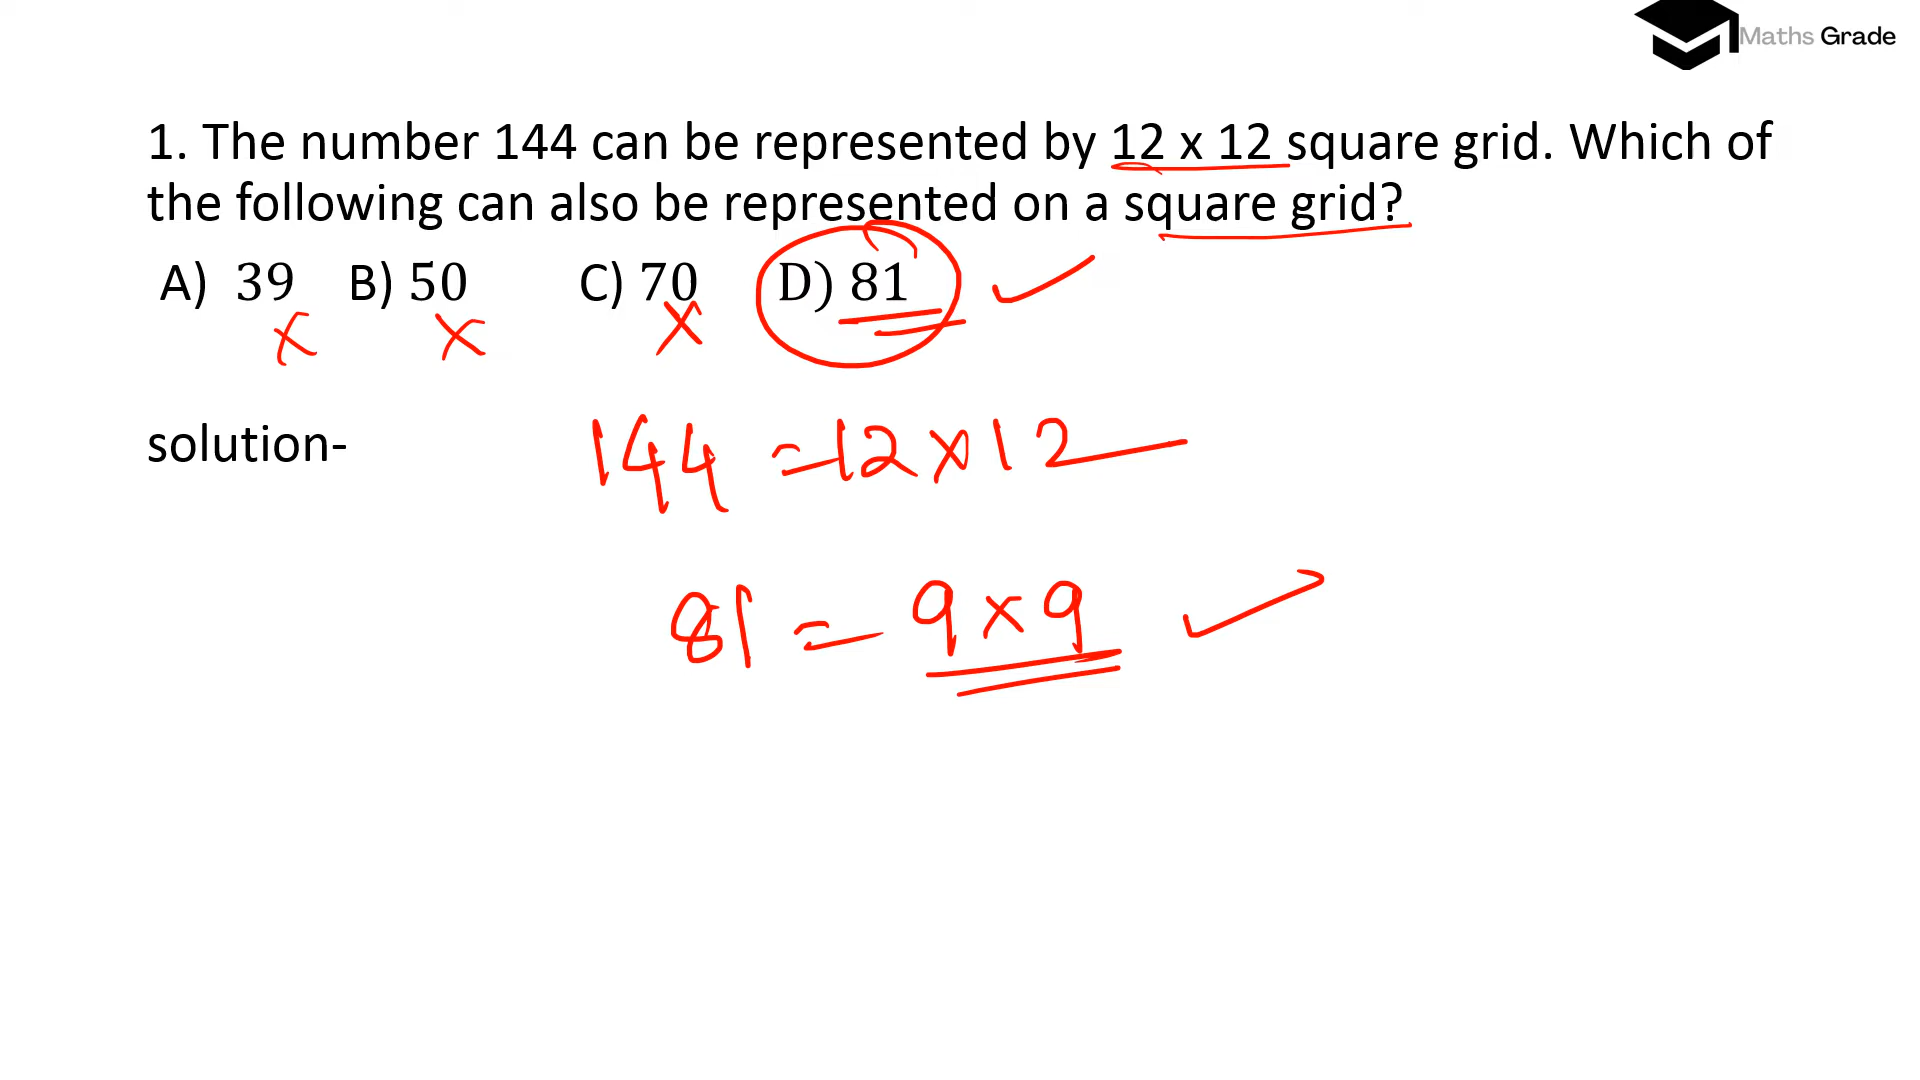 Maths Grade
1. The number 144 can be represented by 12 x 12 square grid. Which of
the following can also be represented on a square grid?
A) 39 B) 50 C) 70 D) 81
solution-
144 = 12 x 12
81 = 9 x 9